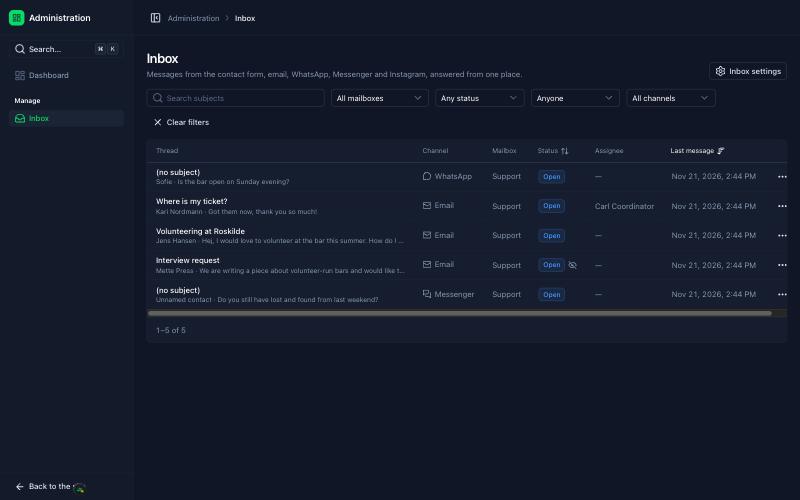 Administration
Administration
Inbox
Search...
⌘ K
Dashboard
Manage
Inbox
Inbox
Messages from the contact form, email, WhatsApp, Messenger and Instagram, answered from one place.
Inbox settings
Search subjects
All mailboxes
Any status
Anyone
All channels
Clear filters
Thread
Channel
Mailbox
Status
Assignee
Last message
(no subject)
Sofie · Is the bar open on Sunday evening?
WhatsApp
Support
Open
—
Nov 21, 2026, 2:44 PM
Where is my ticket?
Kari Nordmann · Got them now, thank you so much!
Email
Support
Open
Carl Coordinator
Nov 21, 2026, 2:44 PM
Volunteering at Roskilde
Jens Hansen · Hej, I would love to volunteer at the bar this summer. How do I ...
Email
Support
Open
—
Nov 21, 2026, 2:44 PM
Interview request
Mette Press · We are writing a piece about volunteer-run bars and would like t...
Email
Support
Open
—
Nov 21, 2026, 2:44 PM
(no subject)
Unnamed contact · Do you still have lost and found from last weekend?
Messenger
Support
Open
—
Nov 21, 2026, 2:44 PM
1–5 of 5
Back to the